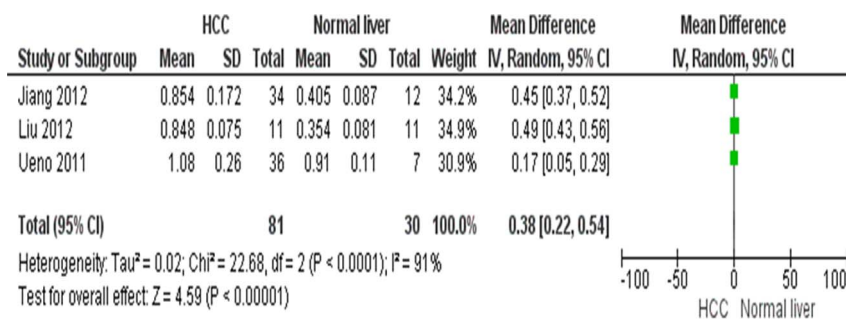 HCC Normal liver Mean Difference Mean Difference
Study or Subgroup Mean SD Total Mean SD Total Weight IV, Random, 95% CI IV, Random, 95% CI
Jiang 2012 0.854 0.172 34 0.405 0.087 12 34.2% 0.45 [0.37, 0.52]
Liu 2012 0.848 0.075 11 0.354 0.081 11 34.9% 0.49 [0.43, 0.56]
Ueno 2011 1.08 0.26 36 0.91 0.11 7 30.9% 0.17 [0.05, 0.29]
Total (95% CI) 81 30 100.0% 0.38 [0.22, 0.54]
Heterogeneity: Tau² = 0.02; Chi² = 22.68, df = 2 (P < 0.0001); I² = 91%
Test for overall effect: Z = 4.59 (P < 0.00001)
-100 -50 0 50 100
HCC Normal liver